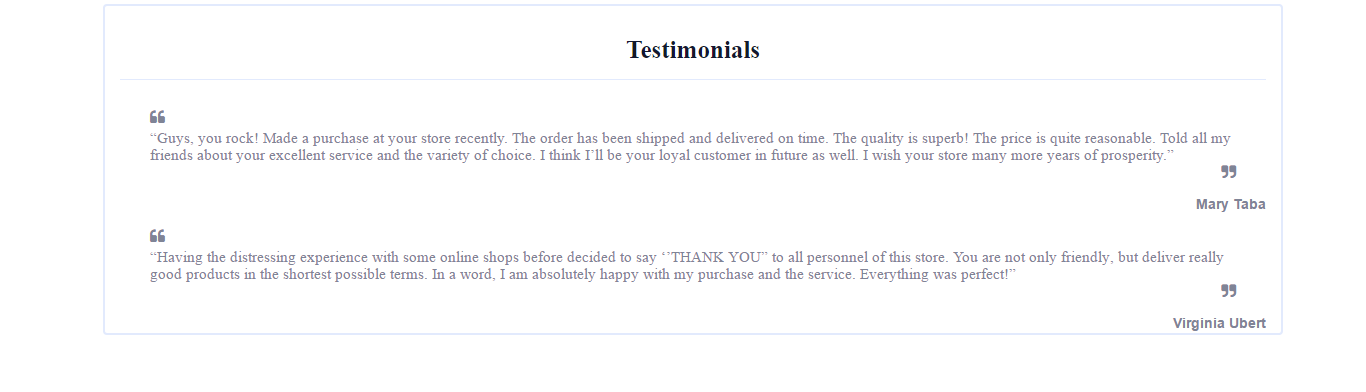 Testimonials
“Guys, you rock! Made a purchase at your store recently. The order has been shipped and delivered on time. The quality is superb! The price is quite reasonable. Told all my
friends about your excellent service and the variety of choice. I think I’ll be your loyal customer in future as well. I wish your store many more years of prosperity.”
Mary Taba
“Having the distressing experience with some online shops before decided to say ‘’THANK YOU” to all personnel of this store. You are not only friendly, but deliver really
good products in the shortest possible terms. In a word, I am absolutely happy with my purchase and the service. Everything was perfect!”
Virginia Ubert